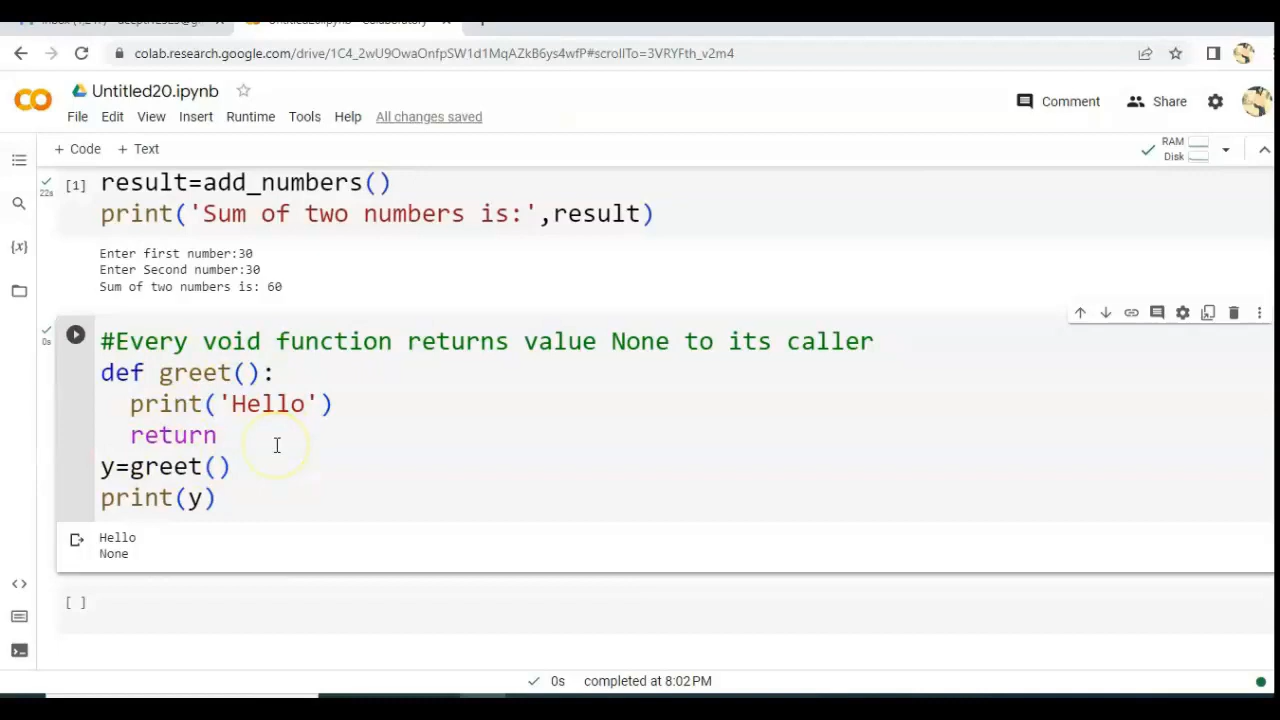 colab.research.google.com/drive/1C4_2wU9OwaOnfpSW1d1MqAZkB6ys4wfP#scrollTo=3VRYFth_v2m4
Untitled20.ipynb
Comment
Share
File Edit View Insert Runtime Tools Help All changes saved
+ Code + Text
RAM
Disk
[1] result=add_numbers()
22s
print('Sum of two numbers is:',result)
Enter first number:30
Enter Second number:30
Sum of two numbers is: 60
0s
#Every void function returns value None to its caller
def greet():
print('Hello')
return
y=greet()
print(y)
Hello
None
[ ]
0s completed at 8:02 PM